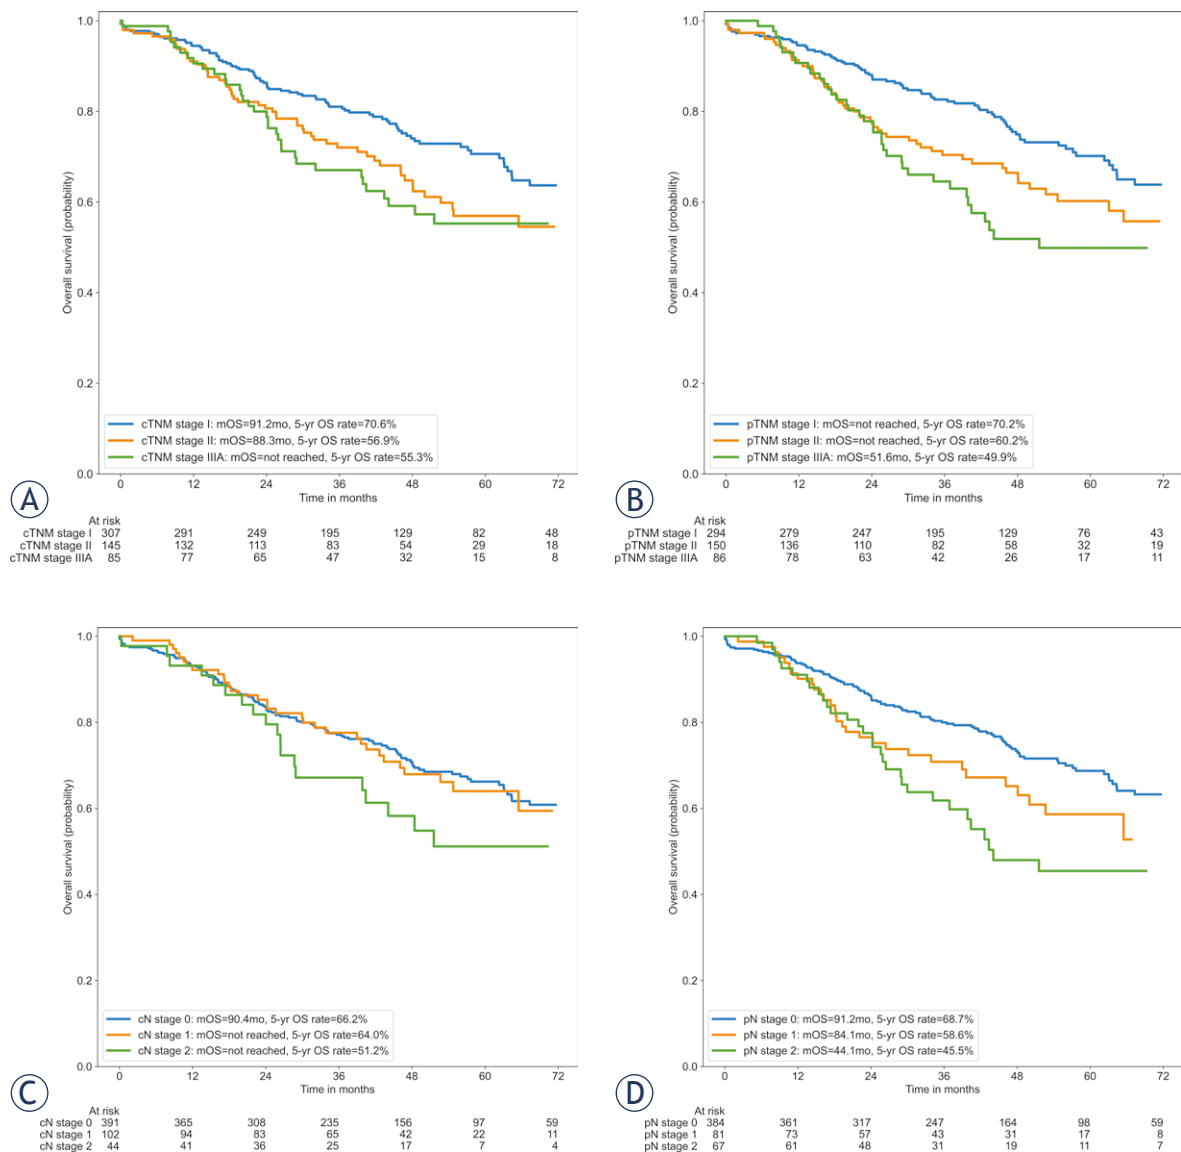 1.0
0.8
0.6
0.4
0.2
0.0
Overall survival (probability)
cTNM stage I: mOS=91.2mo, 5-yr OS rate=70.6%
cTNM stage II: mOS=88.3mo, 5-yr OS rate=56.9%
cTNM stage IIIA: mOS=not reached, 5-yr OS rate=55.3%
0 12 24 36 48 60 72
Time in months
A
At risk
cTNM stage I 307 291 249 195 129 82 48
cTNM stage II 145 132 113 83 54 29 18
cTNM stage IIIA 85 77 65 47 32 15 8
1.0
0.8
0.6
0.4
0.2
0.0
Overall survival (probability)
pTNM stage I: mOS=not reached, 5-yr OS rate=70.2%
pTNM stage II: mOS=not reached, 5-yr OS rate=60.2%
pTNM stage IIIA: mOS=51.6mo, 5-yr OS rate=49.9%
0 12 24 36 48 60 72
Time in months
B
At risk
pTNM stage I 294 279 247 195 129 76 43
pTNM stage II 150 136 110 82 58 32 19
pTNM stage IIIA 86 78 63 42 26 17 11
1.0
0.8
0.6
0.4
0.2
0.0
Overall survival (probability)
cN stage 0: mOS=90.4mo, 5-yr OS rate=66.2%
cN stage 1: mOS=not reached, 5-yr OS rate=64.0%
cN stage 2: mOS=not reached, 5-yr OS rate=51.2%
0 12 24 36 48 60 72
Time in months
C
At risk
cN stage 0 391 365 308 235 156 97 59
cN stage 1 102 94 83 65 42 22 11
cN stage 2 44 41 36 25 17 7 4
1.0
0.8
0.6
0.4
0.2
0.0
Overall survival (probability)
pN stage 0: mOS=91.2mo, 5-yr OS rate=68.7%
pN stage 1: mOS=84.1mo, 5-yr OS rate=58.6%
pN stage 2: mOS=44.1mo, 5-yr OS rate=45.5%
0 12 24 36 48 60 72
Time in months
D
At risk
pN stage 0 384 361 317 247 164 98 59
pN stage 1 81 73 57 43 31 17 8
pN stage 2 67 61 48 31 19 11 7